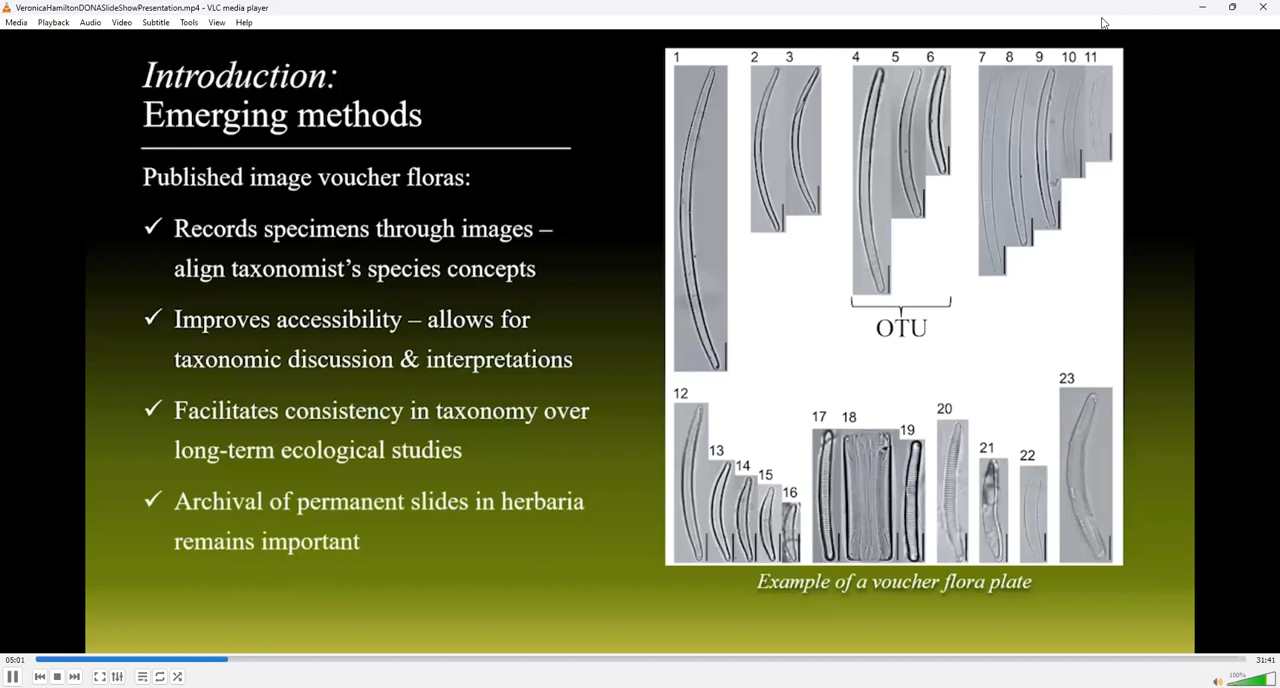 VeronicaHamiltonDONASlideShowPresentation.mp4 - VLC media player
Media Playback Audio Video Subtitle Tools View Help
Introduction:
Emerging methods
Published image voucher floras:
✓ Records specimens through images –
align taxonomist’s species concepts
✓ Improves accessibility – allows for
taxonomic discussion & interpretations
✓ Facilitates consistency in taxonomy over
long-term ecological studies
✓ Archival of permanent slides in herbaria
remains important
1 2 3 4 5 6 7 8 9 10 11
OTU
12 13 14 15 16 17 18 19 20 21 22 23
Example of a voucher flora plate
05:01 31:41
100%